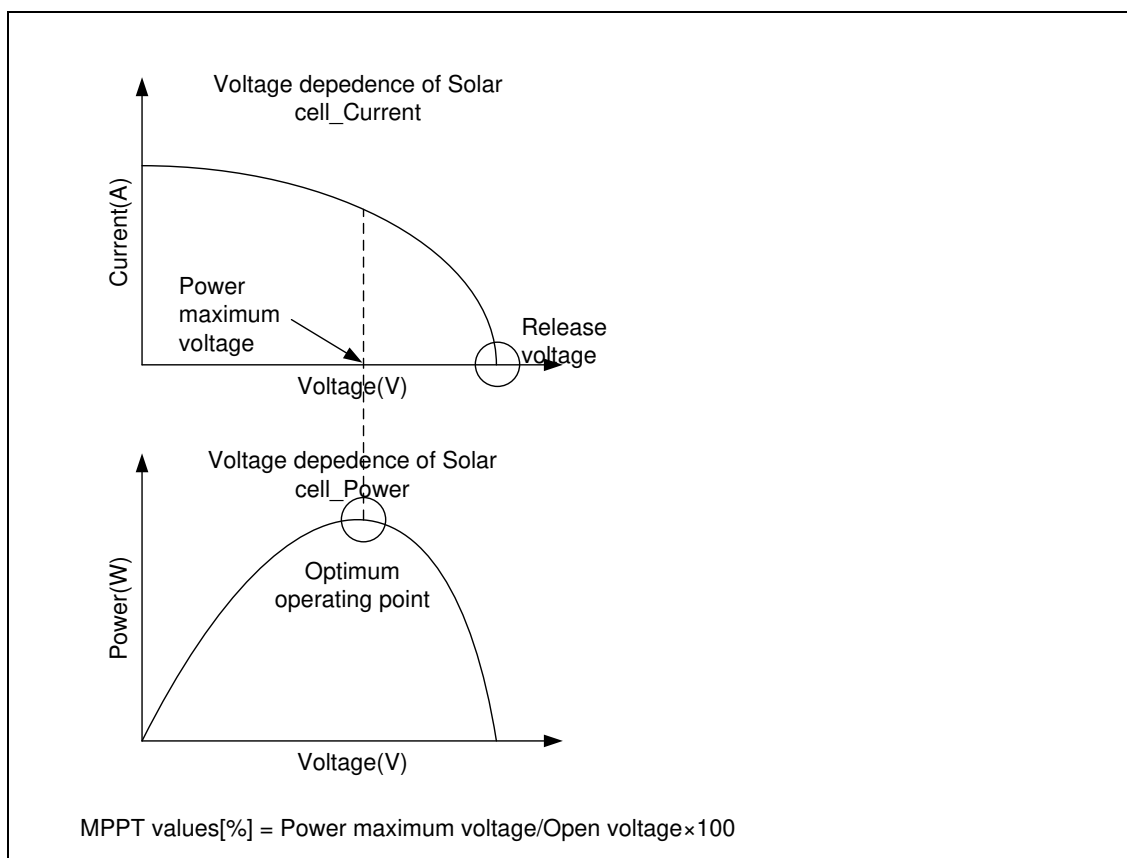 Voltage depedence of Solar
cell_Current
Current(A)
Power
maximum
voltage
Release
voltage
Voltage(V)
Voltage depedence of Solar
cell_Power
Power(W)
Optimum
operating point
Voltage(V)
MPPT values[%] = Power maximum voltage/Open voltage×100